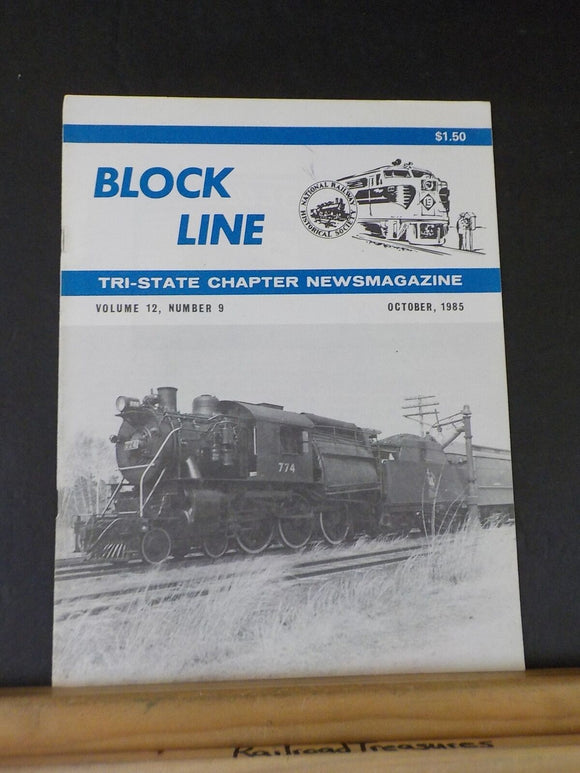 $1.50
BLOCK
LINE
NATIONAL RAILWAY
HISTORICAL SOCIETY
E
TRI-STATE CHAPTER NEWSMAGAZINE
VOLUME 12, NUMBER 9
OCTOBER, 1985
774
774
Railroad Treasures